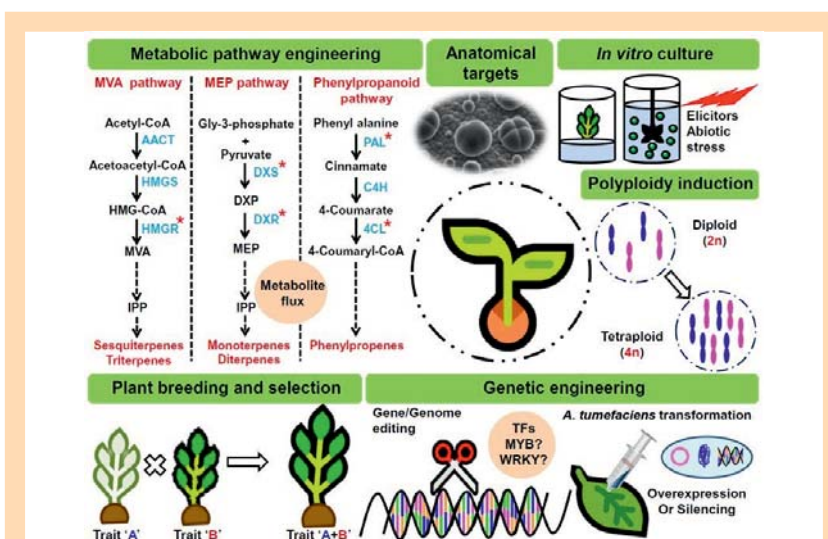 Metabolic pathway engineering
MVA pathway
MEP pathway
Phenylpropanoid
pathway
Acetyl-CoA
AACT
Acetoacetyl-CoA
HMGS
HMG-CoA
HMGR*
MVA
IPP
Sesquiterpenes
Triterpenes
Gly-3-phosphate
+
Pyruvate
DXS*
DXP
DXR*
MEP
Metabolite
flux
IPP
Monoterpenes
Diterpenes
Phenyl alanine
PAL*
Cinnamate
C4H
4-Coumarate
4CL*
4-Coumaryl-CoA
Phenylpropenes
Anatomical
targets
In vitro culture
Elicitors
Abiotic
stress
Polyploidy induction
Diploid
(2n)
Tetraploid
(4n)
Plant breeding and selection
Trait ‘A’
Trait ‘B’
Trait ‘A+B’
Genetic engineering
Gene/Genome
editing
TFs
MYB?
WRKY?
A. tumefaciens transformation
Overexpression
Or Silencing